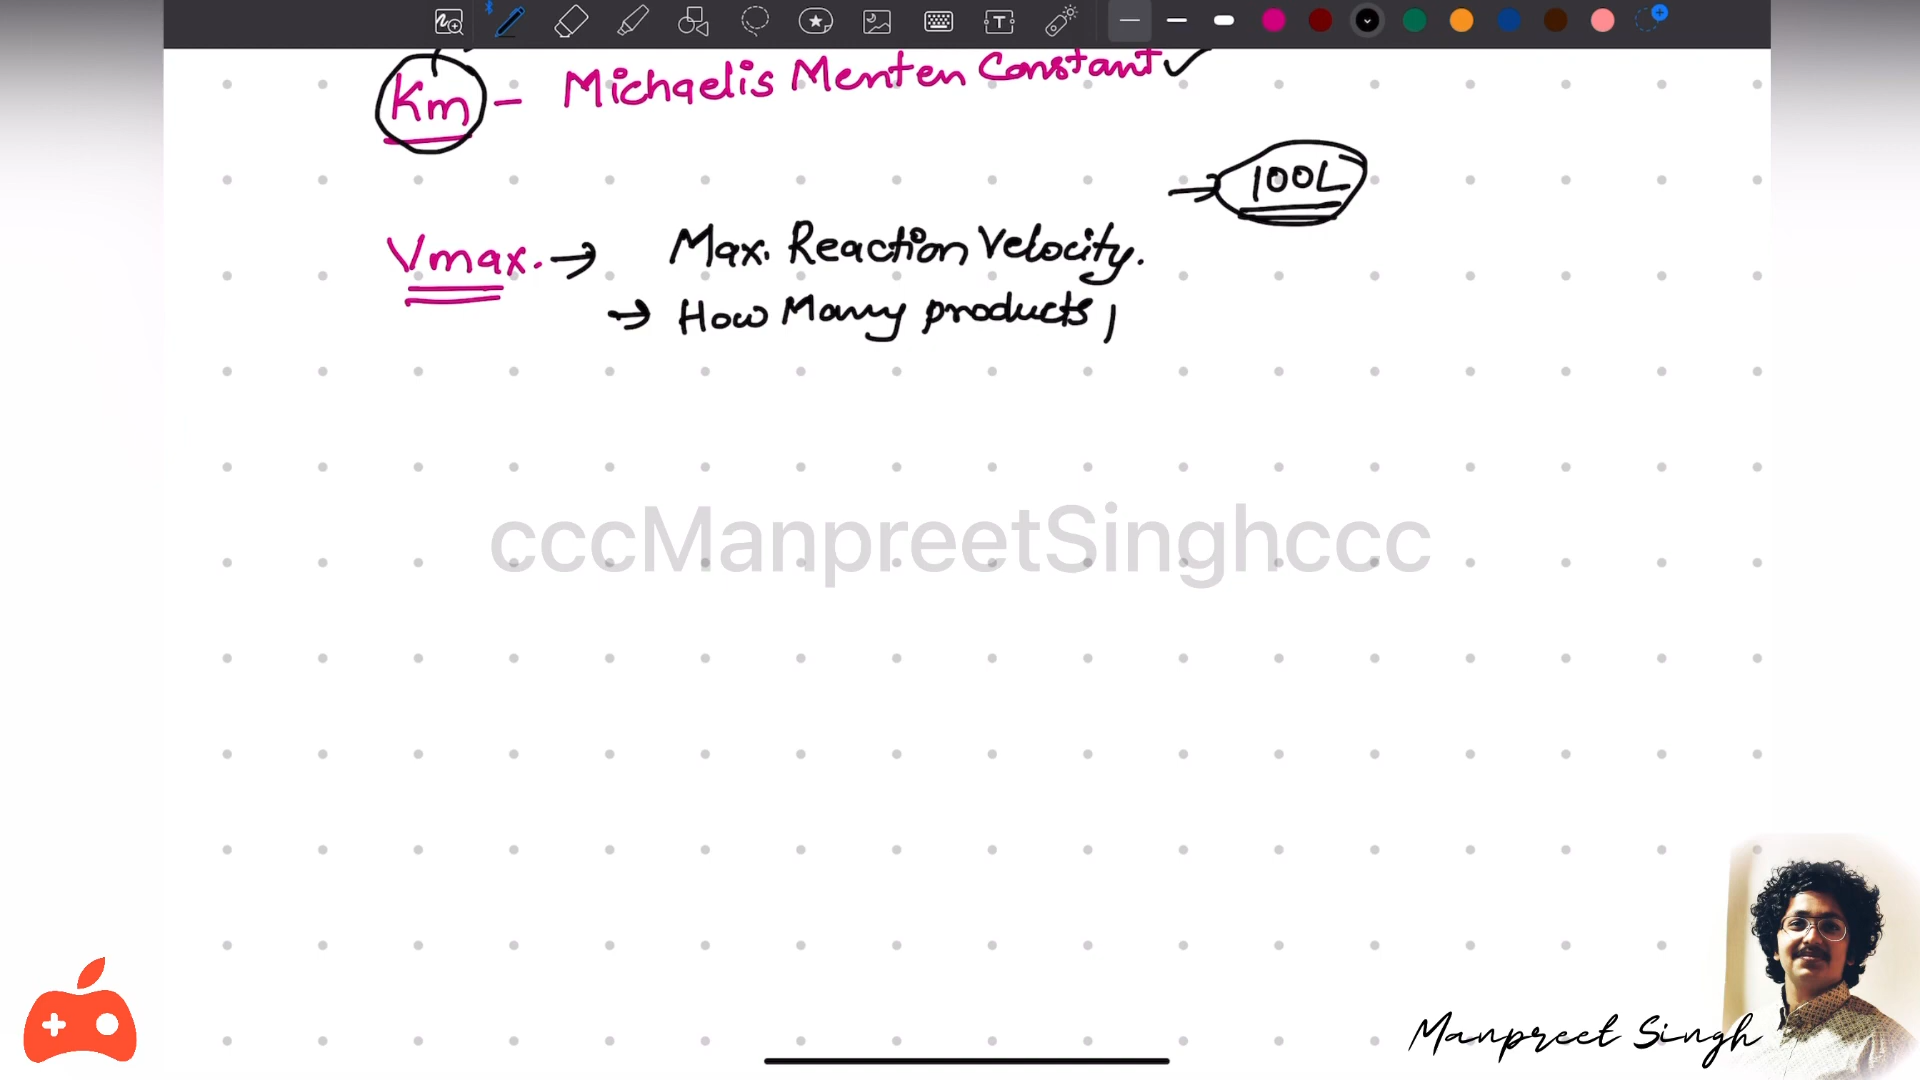 Km - Michaelis Menten Constant ✓
100L
Vmax. → Max. Reaction Velocity.
→ How Many products,
cccManpreetSinghccc
Manpreet Singh